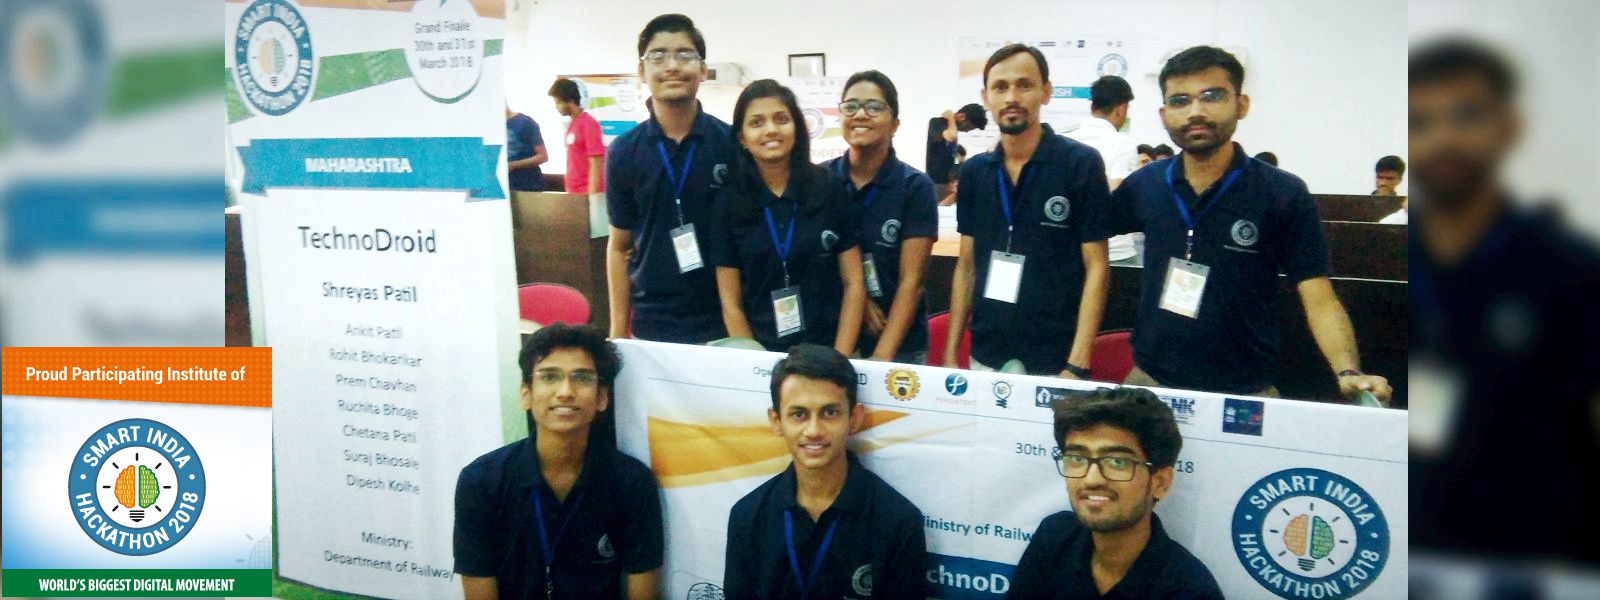 SMART INDIA
HACKATHON 2018
Grand Finale
30th and 31st
March 2018
MAHARASHTRA
TechnoDroid
Shreyas Patil
Ankit Patil
Rohit Bhokarkar
Prem Chavhan
Ruchita Bhoge
Chetana Patil
Suraj Bhosale
Dipesh Kolhe
Ministry:
Department of Railway
Proud Participating Institute of
SMART INDIA
HACKATHON 2018
WORLD'S BIGGEST DIGITAL MOVEMENT
PERSISTENT
30th &
18
Ministry of Railw
chnoD
SMART INDIA
HACKATHON 2018